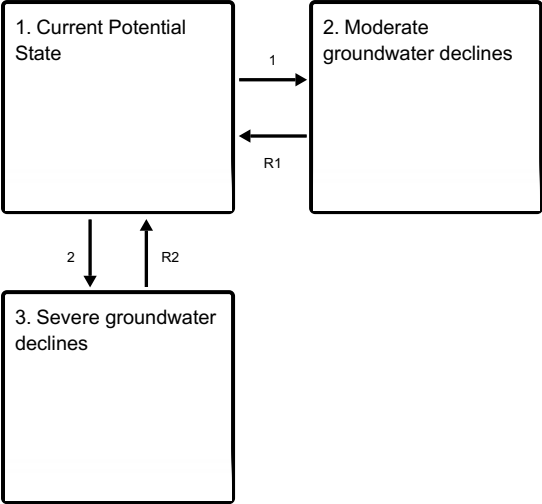 1. Current Potential
State
2. Moderate
groundwater declines
1
R1
2
R2
3. Severe groundwater
declines